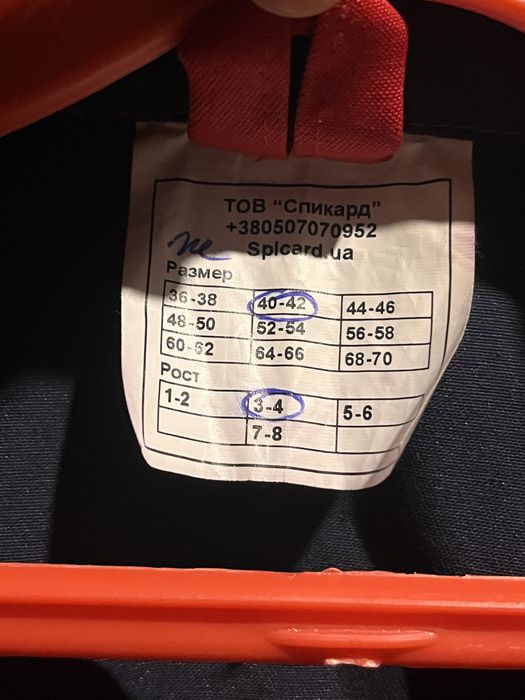 ТОВ "Спикард"
+380507070952
Spicard.ua
Размер
36-38 40-42 44-46
48-50 52-54 56-58
60-62 64-66 68-70
Рост
1-2 3-4 5-6
7-8